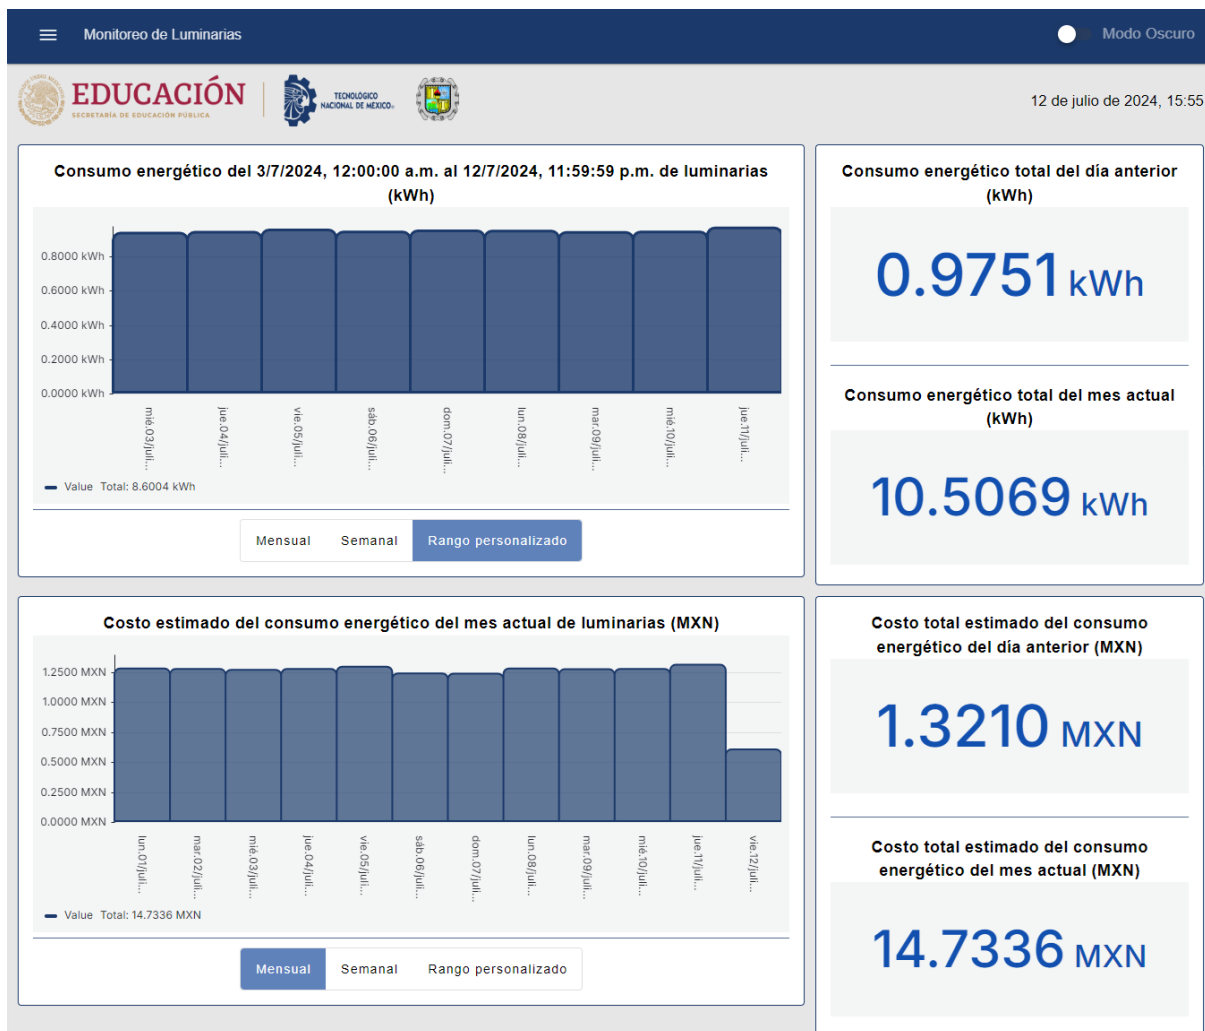 Monitoreo de Luminarias
Modo Oscuro
EDUCACIÓN
SECRETARÍA DE EDUCACIÓN PÚBLICA
TECNOLÓGICO
NACIONAL DE MÉXICO®
12 de julio de 2024, 15:55
Consumo energético del 3/7/2024, 12:00:00 a.m. al 12/7/2024, 11:59:59 p.m. de luminarias
(kWh)
0.8000 kWh
0.6000 kWh
0.4000 kWh
0.2000 kWh
0.0000 kWh
mié.03/juli...
jue.04/juli...
vie.05/juli...
sáb.06/juli...
dom.07/juli...
lun.08/juli...
mar.09/juli...
mié.10/juli...
jue.11/juli...
Value Total: 8.6004 kWh
Mensual
Semanal
Rango personalizado
Consumo energético total del día anterior
(kWh)
0.9751 kWh
Consumo energético total del mes actual
(kWh)
10.5069 kWh
Costo estimado del consumo energético del mes actual de luminarias (MXN)
1.2500 MXN
1.0000 MXN
0.7500 MXN
0.5000 MXN
0.2500 MXN
0.0000 MXN
lun.01/juli...
mar.02/juli...
mié.03/juli...
jue.04/juli...
vie.05/juli...
sáb.06/juli...
dom.07/juli...
lun.08/juli...
mar.09/juli...
mié.10/juli...
jue.11/juli...
vie.12/juli...
Value Total: 14.7336 MXN
Mensual
Semanal
Rango personalizado
Costo total estimado del consumo
energético del día anterior (MXN)
1.3210 MXN
Costo total estimado del consumo
energético del mes actual (MXN)
14.7336 MXN